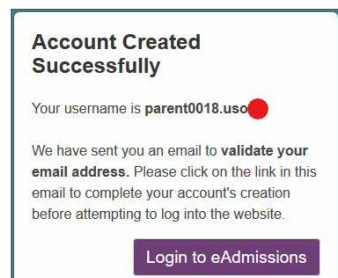 Account Created
Successfully
Your username is parent0018.uso
We have sent you an email to validate your
email address. Please click on the link in this
email to complete your account's creation
before attempting to log into the website.
Login to eAdmissions